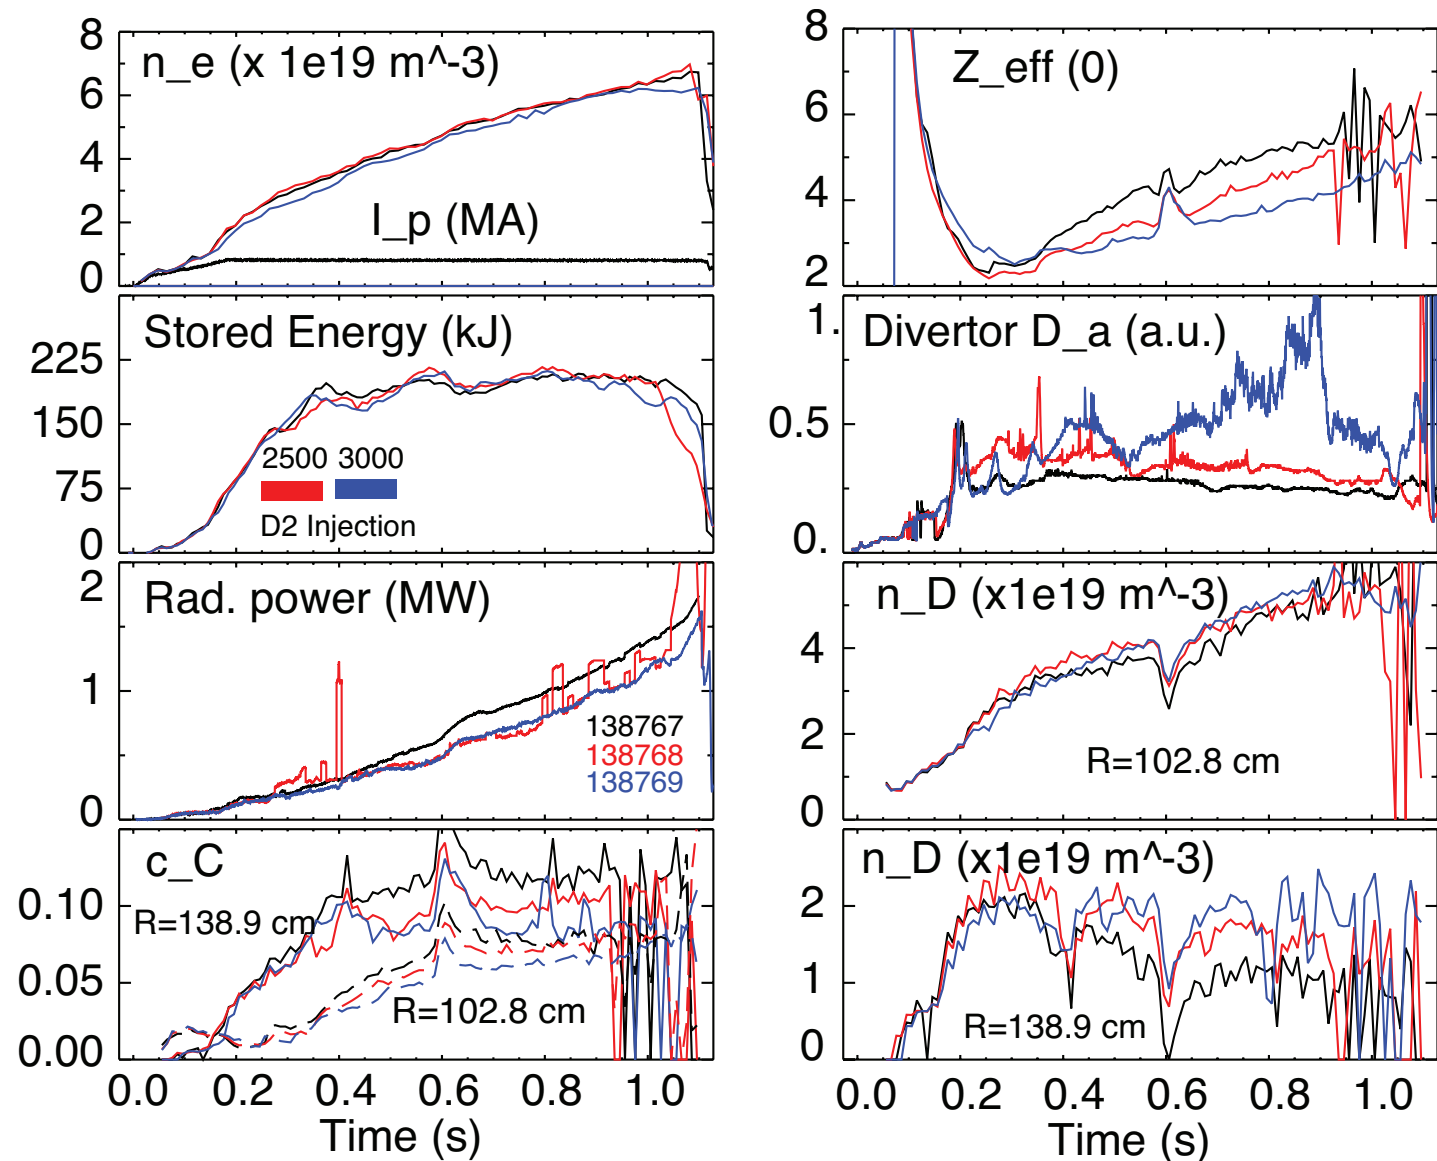 8
6
4
2
0
n_e (x 1e19 m^-3)
I_p (MA)
225
150
75
0
Stored Energy (kJ)
2500 3000
D2 Injection
2
1
0
Rad. power (MW)
138767
138768
138769
0.10
0.05
0.00
c_C
R=138.9 cm
R=102.8 cm
0.0 0.2 0.4 0.6 0.8 1.0
Time (s)
8
6
4
2
Z_eff (0)
1.
0.5
0.
Divertor D_a (a.u.)
4
2
0
n_D (x1e19 m^-3)
R=102.8 cm
2
1
0
n_D (x1e19 m^-3)
R=138.9 cm
0.0 0.2 0.4 0.6 0.8 1.0
Time (s)